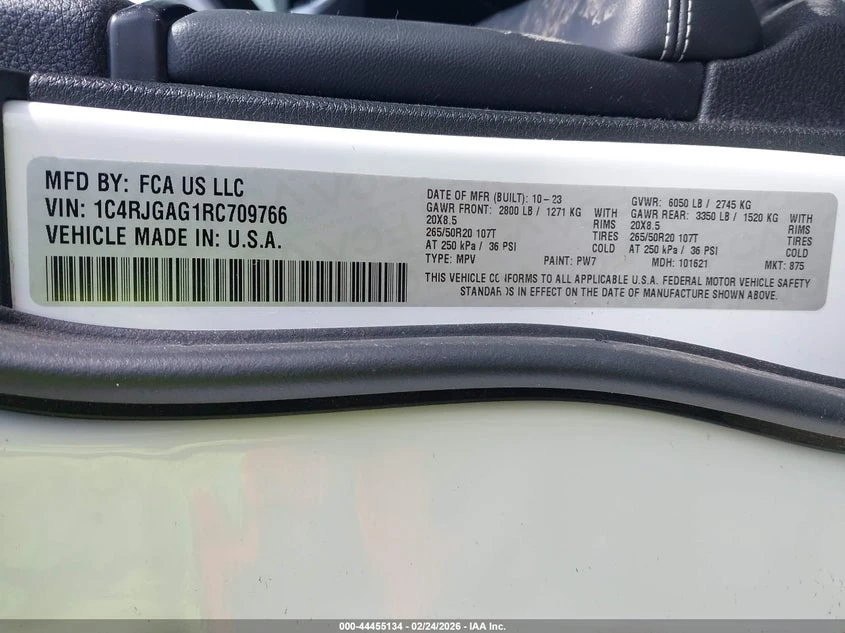 MFD BY: FCA US LLC
VIN: 1C4RJGAG1RC709766
VEHICLE MADE IN: U.S.A.
DATE OF MFR (BUILT): 10-23
GAWR FRONT: 2800 LB / 1271 KG WITH
20X8.5 RIMS
265/50R20 107T TIRES
AT 250 kPa / 36 PSI COLD
TYPE: MPV PAINT: PW7
GVWR: 6050 LB / 2745 KG
GAWR REAR: 3350 LB / 1520 KG WITH
20X8.5 RIMS
265/50R20 107T TIRES
AT 250 kPa / 36 PSI COLD
MDH: 101621 MKT: 875
THIS VEHICLE CONFORMS TO ALL APPLICABLE U.S.A. FEDERAL MOTOR VEHICLE SAFETY
STANDARDS IN EFFECT ON THE DATE OF MANUFACTURE SHOWN ABOVE.
000-44455134 - 02/24/2026 - IAA Inc.